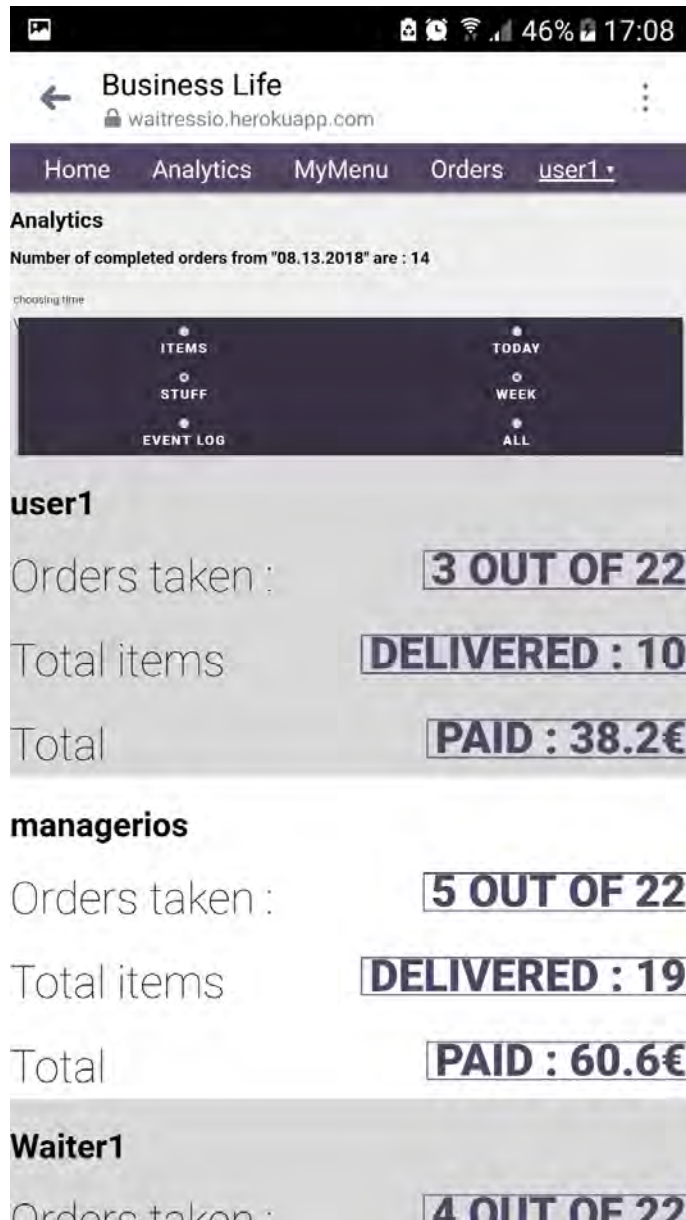 46% 17:08
Business Life
waitressio.herokuapp.com
Home Analytics MyMenu Orders user1
Analytics
Number of completed orders from "08.13.2018" are : 14
choosing time
ITEMS TODAY
STUFF WEEK
EVENT LOG ALL
user1
Orders taken : 3 OUT OF 22
Total items DELIVERED : 10
Total PAID : 38.2€
managerios
Orders taken : 5 OUT OF 22
Total items DELIVERED : 19
Total PAID : 60.6€
Waiter1
Orders taken : 4 OUT OF 22